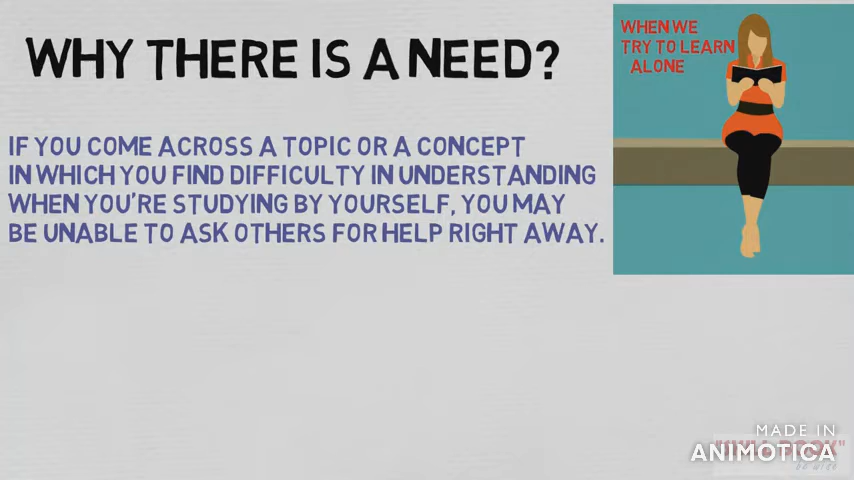 WHY THERE IS A NEED?
WHEN WE
TRY TO LEARN
ALONE
IF YOU COME ACROSS A TOPIC OR A CONCEPT
IN WHICH YOU FIND DIFFICULTY IN UNDERSTANDING
WHEN YOU'RE STUDYING BY YOURSELF, YOU MAY
BE UNABLE TO ASK OTHERS FOR HELP RIGHT AWAY.
MADE IN
ANIMOTICA